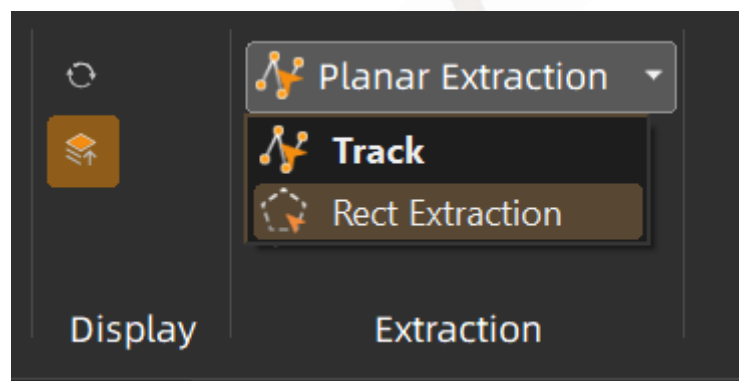 Planar Extraction
Track
Rect Extraction
Display
Extraction